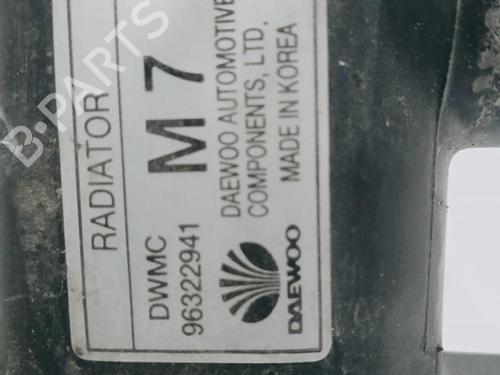 RADIATOR
DWMC M 7
96322941
DAEWOO AUTOMOTIVE
COMPONENTS, LTD.
MADE IN KOREA
DAEWOO
B-PARTS